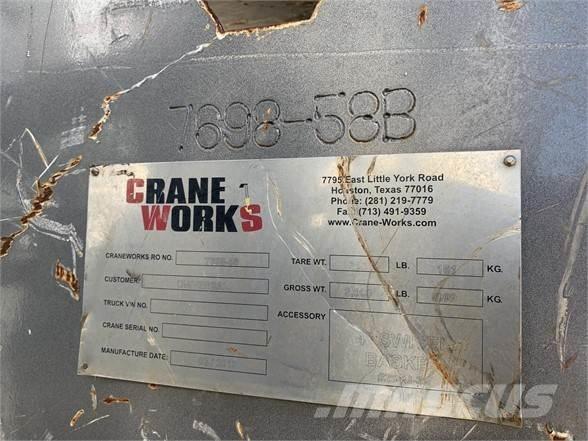 7698-58B
CRANE WORKS
7795 East Little York Road
Houston, Texas 77016
Phone: (281) 219-7779
Fax: (713) 491-9359
www.Crane-Works.com
CRANEWORKS RO NO.
CUSTOMER:
TRUCK VIN NO.
CRANE SERIAL NO.
MANUFACTURE DATE:
TARE WT. LB. KG.
GROSS WT. LB. KG.
ACCESSORY
BASKET
MASCUS